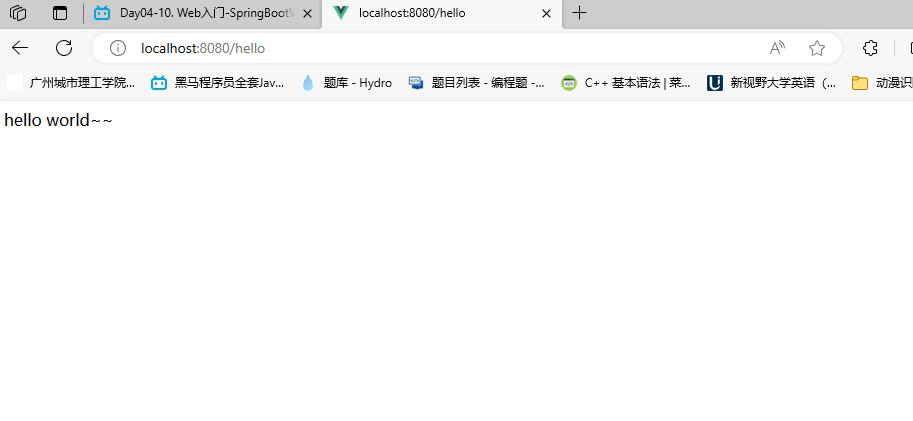 Day04-10. Web入门-SpringBoot
localhost:8080/hello
localhost:8080/hello
广州城市理工学院...
黑马程序员全套Jav...
题库 - Hydro
题目列表 - 编程题 -...
C++ 基本语法 | 菜...
新视野大学英语（...
动漫识
hello world~~